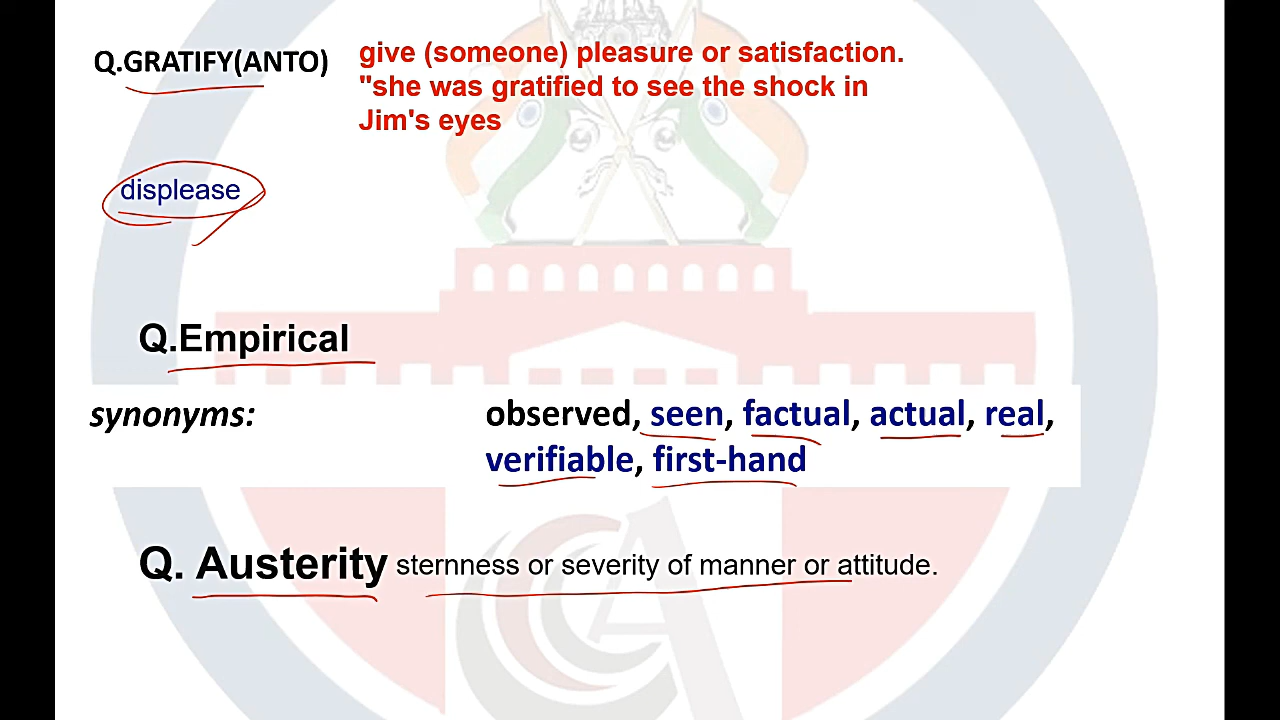 Q.GRATIFY(ANTO)
give (someone) pleasure or satisfaction.
"she was gratified to see the shock in
Jim's eyes
displease
Q.Empirical
synonyms: observed, seen, factual, actual, real,
verifiable, first-hand
Q. Austerity sternness or severity of manner or attitude.